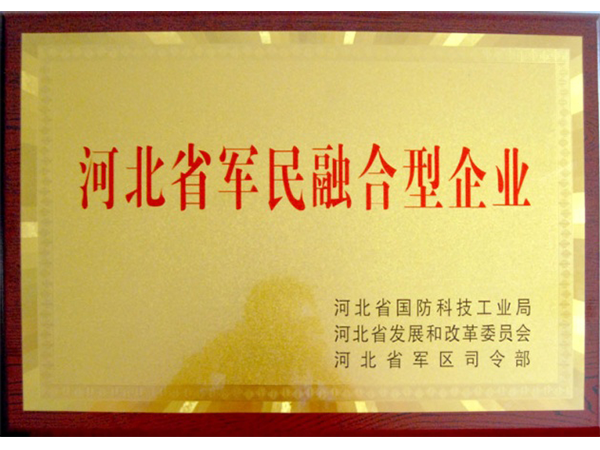 河北省军民融合型企业
河北省国防科技工业局
河北省发展和改革委员会
河北省军区司令部